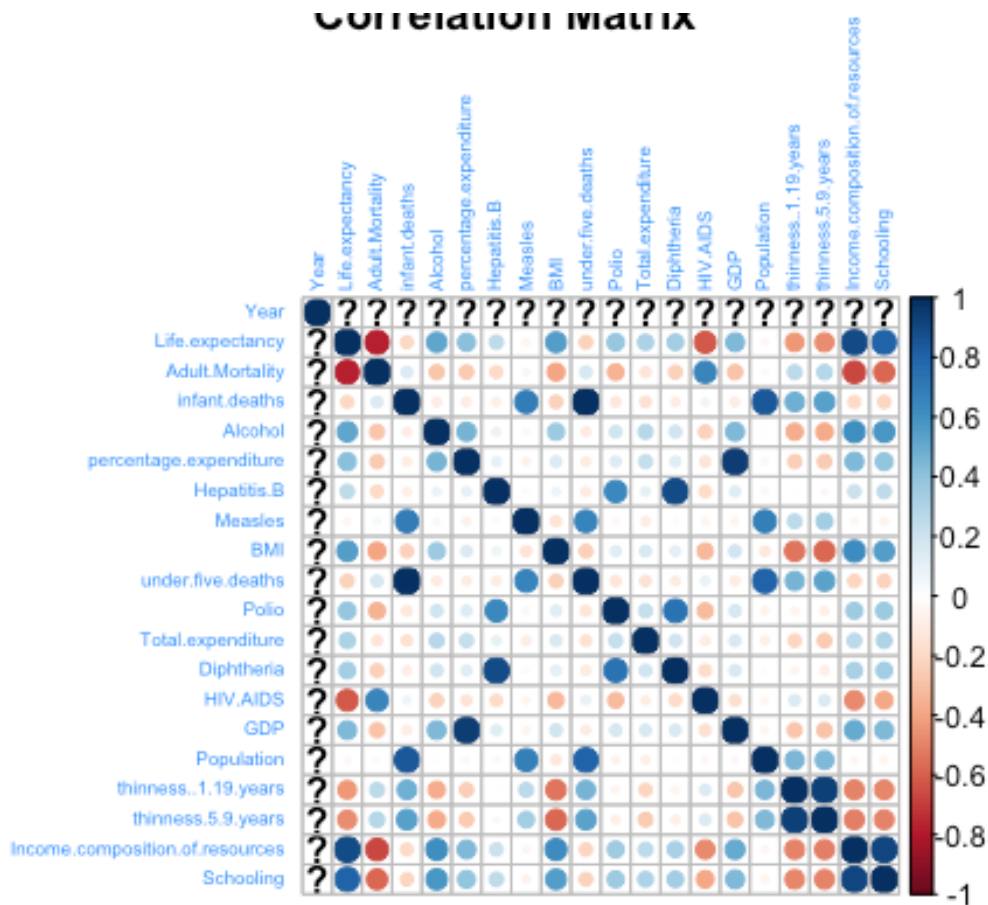 Correlation Matrix
Year
Life.expectancy
Adult.Mortality
infant.deaths
Alcohol
percentage.expenditure
Hepatitis.B
Measles
BMI
under.five.deaths
Polio
Total.expenditure
Diphtheria
HIV.AIDS
GDP
Population
thinness..1.19.years
thinness.5.9.years
Income.composition.of.resources
Schooling
Year ? ? ? ? ? ? ? ? ? ? ? ? ? ? ? ? ? ? ? 1
Life.expectancy ?
Adult.Mortality ? 0.8
infant.deaths ?
Alcohol ? 0.6
percentage.expenditure ?
Hepatitis.B ? 0.4
Measles ?
BMI ? 0.2
under.five.deaths ?
Polio ? 0
Total.expenditure ?
Diphtheria ? -0.2
HIV.AIDS ?
GDP ? -0.4
Population ?
thinness..1.19.years ? -0.6
thinness.5.9.years ?
Income.composition.of.resources ? -0.8
Schooling ? -1